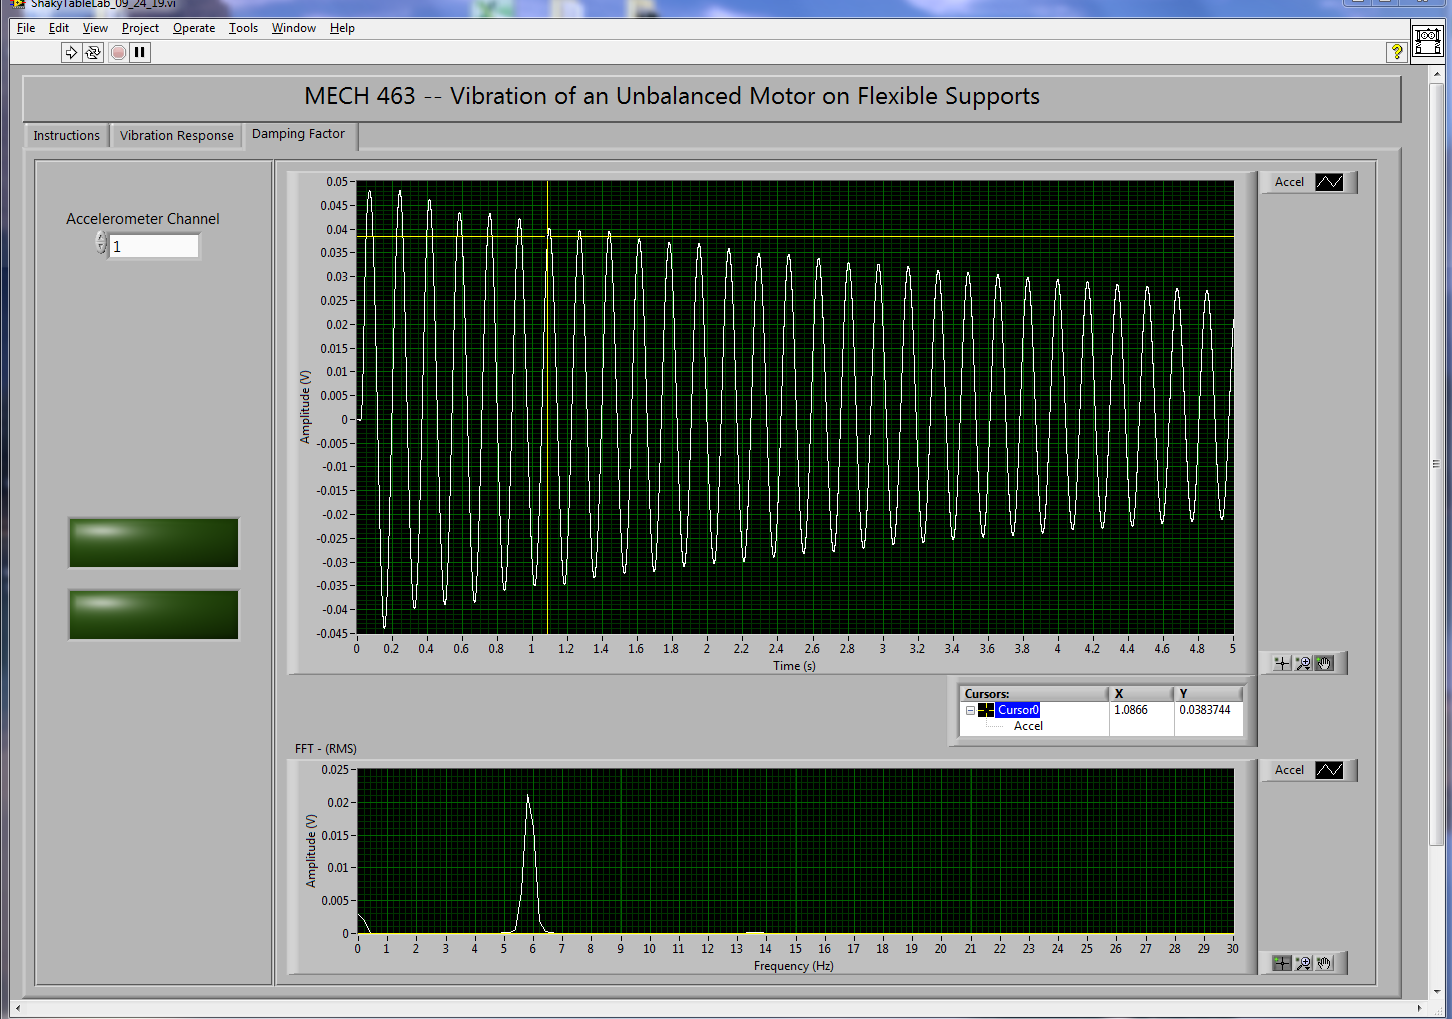 ShakyTableLab_09_24_19.vi
File Edit View Project Operate Tools Window Help
MECH 463 -- Vibration of an Unbalanced Motor on Flexible Supports
Instructions Vibration Response Damping Factor
Accelerometer Channel
1
Accel
0.05
0.045
0.04
0.035
0.03
0.025
0.02
0.015
0.01
0.005
0
-0.005
-0.01
-0.015
-0.02
-0.025
-0.03
-0.035
-0.04
-0.045
Amplitude (V)
0 0.2 0.4 0.6 0.8 1 1.2 1.4 1.6 1.8 2 2.2 2.4 2.6 2.8 3 3.2 3.4 3.6 3.8 4 4.2 4.4 4.6 4.8 5
Time (s)
Cursors: X Y
Cursor0 1.0866 0.0383744
Accel
FFT - (RMS)
Accel
0.025
0.02
0.015
0.01
0.005
0
Amplitude (V)
0 1 2 3 4 5 6 7 8 9 10 11 12 13 14 15 16 17 18 19 20 21 22 23 24 25 26 27 28 29 30
Frequency (Hz)